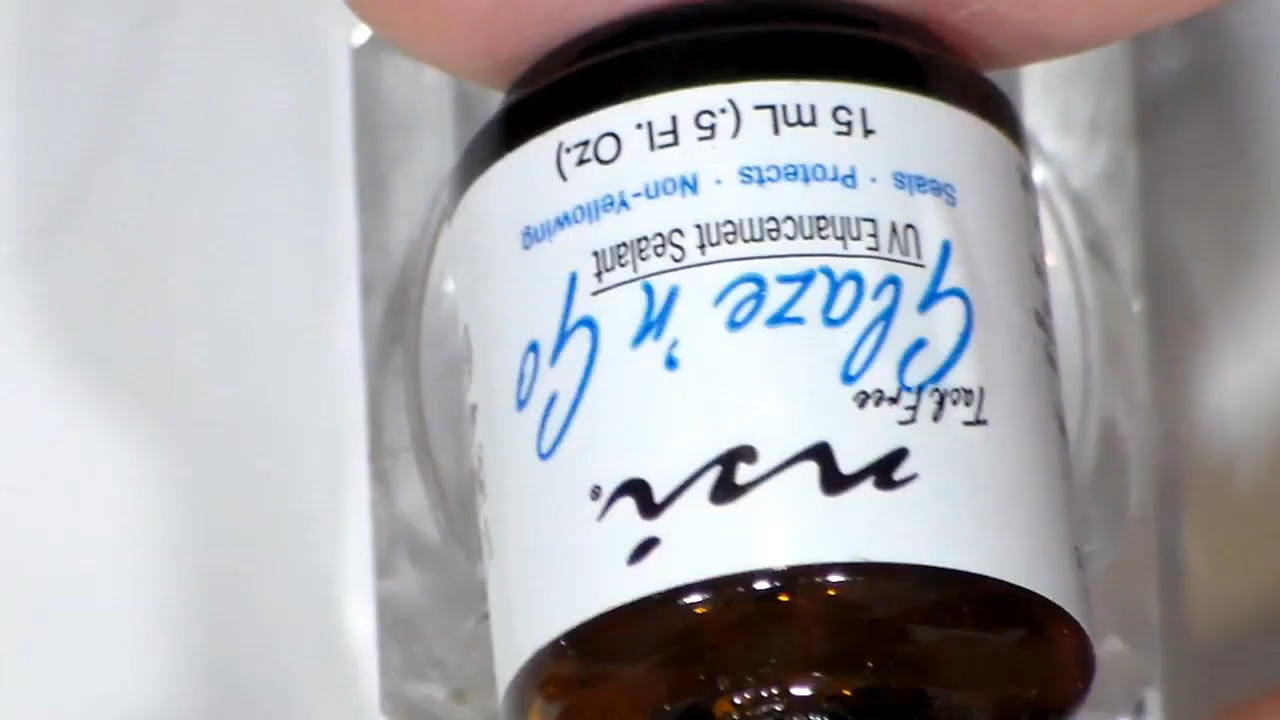 nsi.®
Tack Free
Glaze 'n Go
UV Enhancement Sealant
Seals · Protects · Non-Yellowing
15 mL (.5 Fl. Oz.)